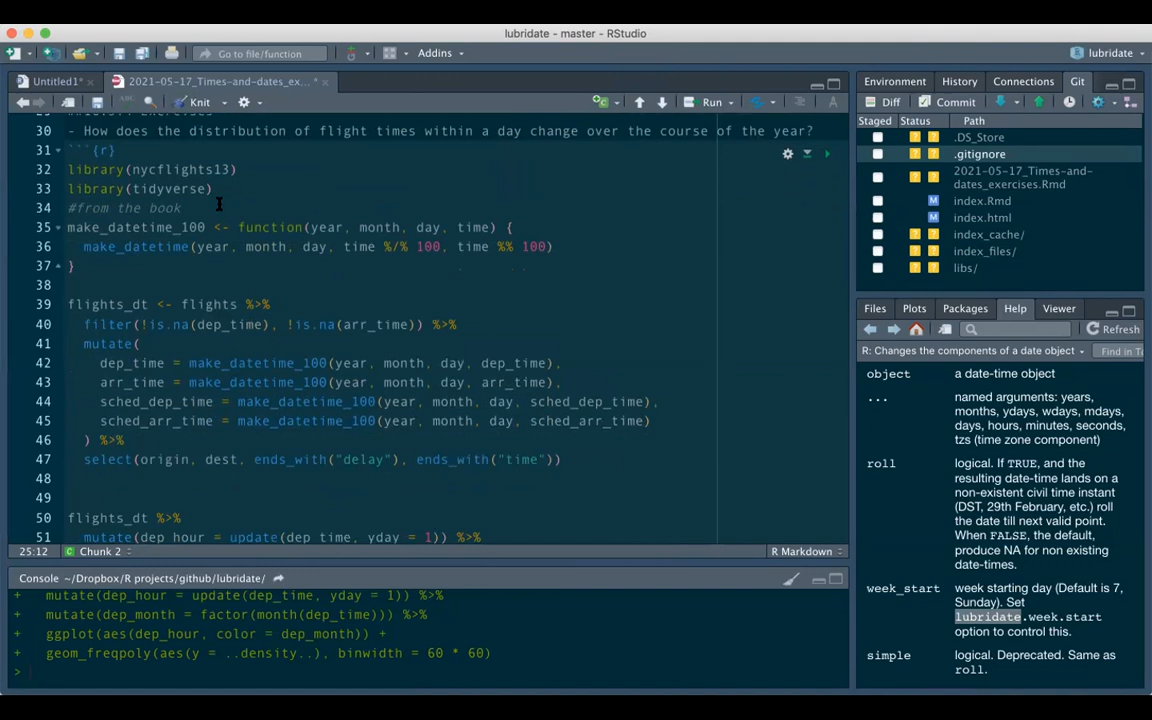 lubridate - master - RStudio
Go to file/function
Addins
lubridate
Untitled1*
2021-05-17_Times-and-dates_ex... *
Knit
Run
30 - How does the distribution of flight times within a day change over the course of the year?
31 ```{r}
32 library(nycflights13)
33 library(tidyverse)
34 #from the book
35 make_datetime_100 <- function(year, month, day, time) {
36 make_datetime(year, month, day, time %/% 100, time %% 100)
37 }
38
39 flights_dt <- flights %>%
40 filter(!is.na(dep_time), !is.na(arr_time)) %>%
41 mutate(
42 dep_time = make_datetime_100(year, month, day, dep_time),
43 arr_time = make_datetime_100(year, month, day, arr_time),
44 sched_dep_time = make_datetime_100(year, month, day, sched_dep_time),
45 sched_arr_time = make_datetime_100(year, month, day, sched_arr_time)
46 ) %>%
47 select(origin, dest, ends_with("delay"), ends_with("time"))
48
49
50 flights_dt %>%
51 mutate(dep_hour = update(dep_time, yday = 1)) %>%
25:12 Chunk 2 R Markdown
Console ~/Dropbox/R projects/github/lubridate/
+ mutate(dep_hour = update(dep_time, yday = 1)) %>%
+ mutate(dep_month = factor(month(dep_time))) %>%
+ ggplot(aes(dep_hour, color = dep_month)) +
+ geom_freqpoly(aes(y = ..density..), binwidth = 60 * 60)
>
Environment History Connections Git
Diff Commit
Staged Status Path
? ? .DS_Store
? ? .gitignore
? ? 2021-05-17_Times-and-
dates_exercises.Rmd
M index.Rmd
M index.html
? ? index_cache/
? ? index_files/
? ? libs/
Files Plots Packages Help Viewer
Refresh
R: Changes the components of a date object
Find in To
object a date-time object
... named arguments: years,
months, ydays, wdays, mdays,
days, hours, minutes, seconds,
tzs (time zone component)
roll logical. If TRUE, and the
resulting date-time lands on a
non-existent civil time instant
(DST, 29th February, etc.) roll
the date till next valid point.
When FALSE, the default,
produce NA for non existing
date-times.
week_start week starting day (Default is 7,
Sunday). Set
lubridate.week.start
option to control this.
simple logical. Deprecated. Same as
roll.